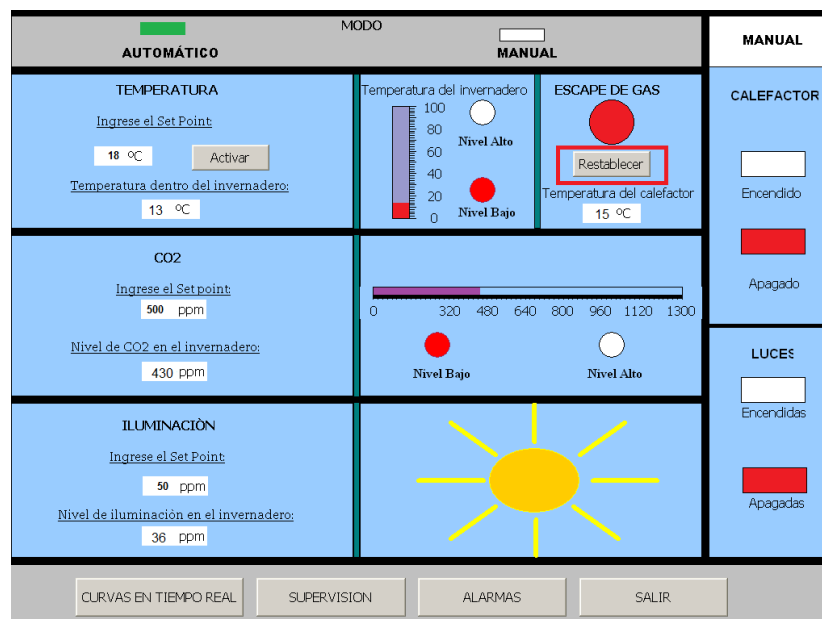 MODO
AUTOMÁTICO
MANUAL
MANUAL
TEMPERATURA
Ingrese el Set Point:
18 ºC
Activar
Temperatura dentro del invernadero:
13 ºC
Temperatura del invernadero
100
80
60
40
20
0
Nivel Alto
Nivel Bajo
ESCAPE DE GAS
Restablecer
Temperatura del calefactor
15 ºC
CALEFACTOR
Encendido
Apagado
CO2
Ingrese el Set point:
500 ppm
Nivel de CO2 en el invernadero:
430 ppm
0 320 480 640 800 960 1120 1300
Nivel Bajo
Nivel Alto
LUCES
Encendidas
Apagadas
ILUMINACIÒN
Ingrese el Set Point:
50 ppm
Nivel de iluminación en el invernadero:
36 ppm
CURVAS EN TIEMPO REAL
SUPERVISION
ALARMAS
SALIR